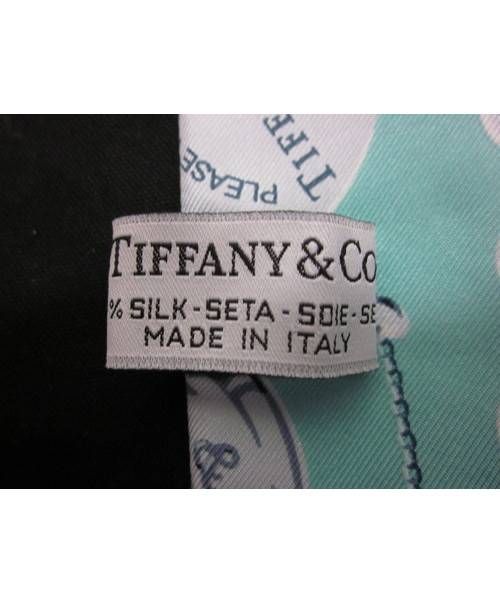 PLEASE
TIFF
TIFFANY & Co
% SILK - SETA - SOIE - SE
MADE IN ITALY